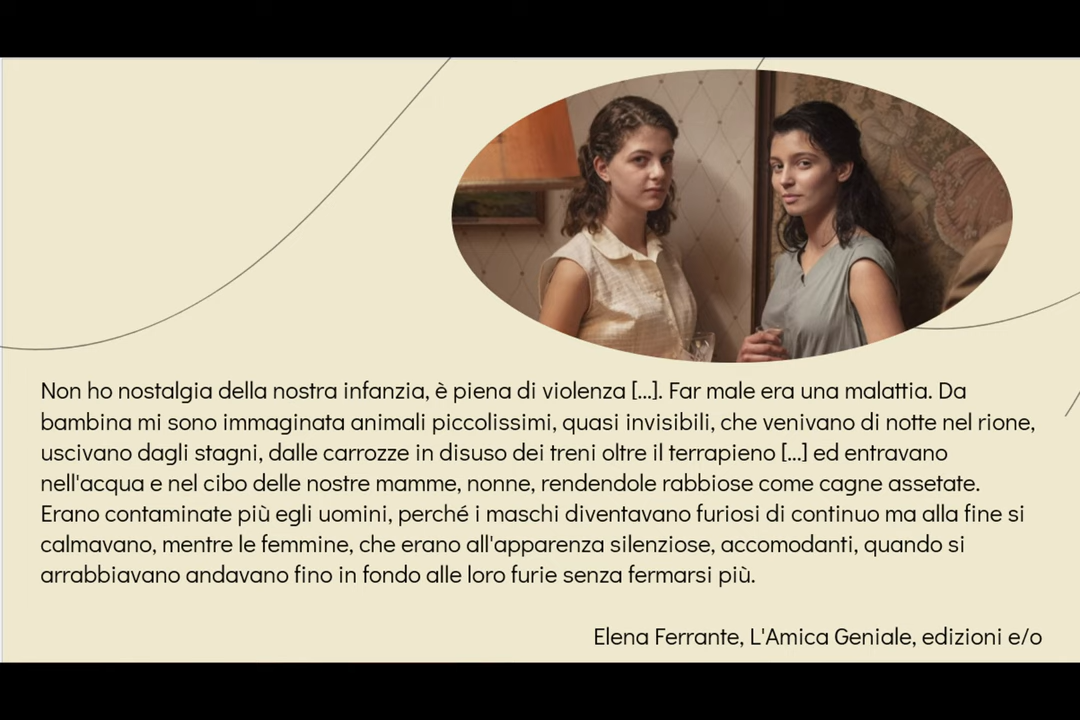 Non ho nostalgia della nostra infanzia, è piena di violenza [...]. Far male era una malattia. Da
bambina mi sono immaginata animali piccolissimi, quasi invisibili, che venivano di notte nel rione,
uscivano dagli stagni, dalle carrozze in disuso dei treni oltre il terrapieno [...] ed entravano
nell'acqua e nel cibo delle nostre mamme, nonne, rendendole rabbiose come cagne assetate.
Erano contaminate più egli uomini, perché i maschi diventavano furiosi di continuo ma alla fine si
calmavano, mentre le femmine, che erano all'apparenza silenziose, accomodanti, quando si
arrabbiavano andavano fino in fondo alle loro furie senza fermarsi più.
Elena Ferrante, L'Amica Geniale, edizioni e/o